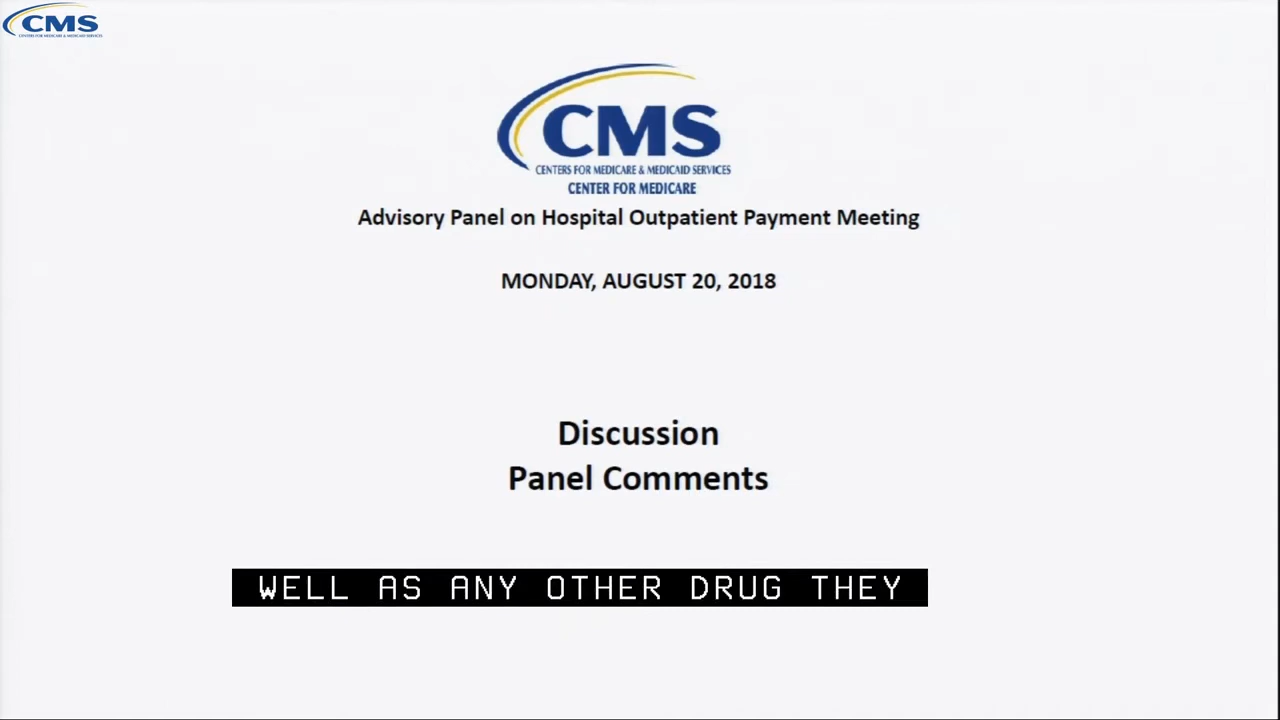 CMS
CENTERS FOR MEDICARE & MEDICAID SERVICES
CMS
CENTERS FOR MEDICARE & MEDICAID SERVICES
CENTER FOR MEDICARE
Advisory Panel on Hospital Outpatient Payment Meeting
MONDAY, AUGUST 20, 2018
Discussion
Panel Comments
WELL AS ANY OTHER DRUG THEY